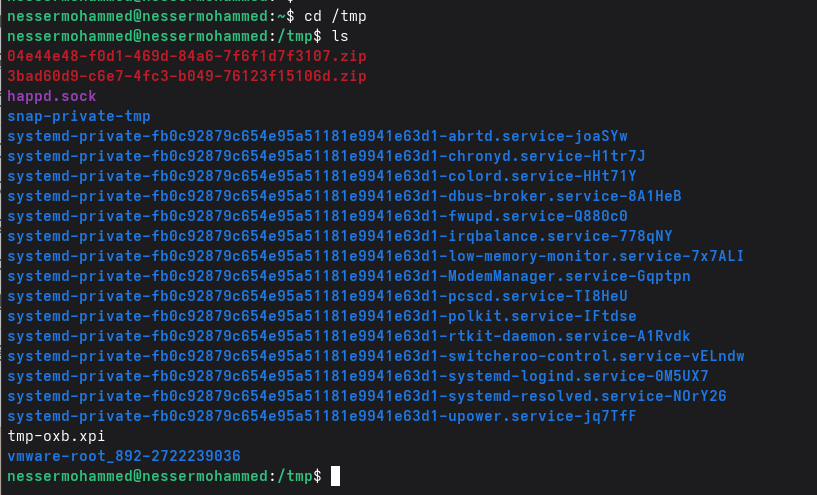 nessermohammed@nessermohammed:~$ cd /tmp
nessermohammed@nessermohammed:/tmp$ ls
04e44e48-f0d1-469d-84a6-7f6f1d7f3107.zip
3bad60d9-c6e7-4fc3-b049-76123f15106d.zip
happd.sock
snap-private-tmp
systemd-private-fb0c92879c654e95a51181e9941e63d1-abrtd.service-joaSYw
systemd-private-fb0c92879c654e95a51181e9941e63d1-chronyd.service-H1tr7J
systemd-private-fb0c92879c654e95a51181e9941e63d1-colord.service-HHt71Y
systemd-private-fb0c92879c654e95a51181e9941e63d1-dbus-broker.service-8A1HeB
systemd-private-fb0c92879c654e95a51181e9941e63d1-fwupd.service-Q880c0
systemd-private-fb0c92879c654e95a51181e9941e63d1-irqbalance.service-778qNY
systemd-private-fb0c92879c654e95a51181e9941e63d1-low-memory-monitor.service-7x7ALI
systemd-private-fb0c92879c654e95a51181e9941e63d1-ModemManager.service-Gqptpn
systemd-private-fb0c92879c654e95a51181e9941e63d1-pcscd.service-TI8HeU
systemd-private-fb0c92879c654e95a51181e9941e63d1-polkit.service-IFtdse
systemd-private-fb0c92879c654e95a51181e9941e63d1-rtkit-daemon.service-A1Rvdk
systemd-private-fb0c92879c654e95a51181e9941e63d1-switcheroo-control.service-vELndw
systemd-private-fb0c92879c654e95a51181e9941e63d1-systemd-logind.service-0M5UX7
systemd-private-fb0c92879c654e95a51181e9941e63d1-systemd-resolved.service-NOrY26
systemd-private-fb0c92879c654e95a51181e9941e63d1-upower.service-jq7TfF
tmp-oxb.xpi
vmware-root_892-2722239036
nessermohammed@nessermohammed:/tmp$